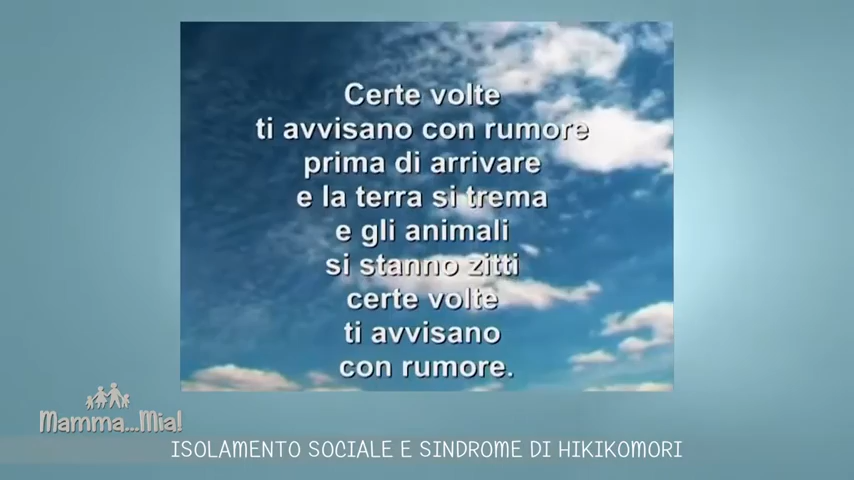 Certe volte
ti avvisano con rumore
prima di arrivare
e la terra si trema
e gli animali
si stanno zitti
certe volte
ti avvisano
con rumore.
Mamma...Mia!
ISOLAMENTO SOCIALE E SINDROME DI HIKIKOMORI